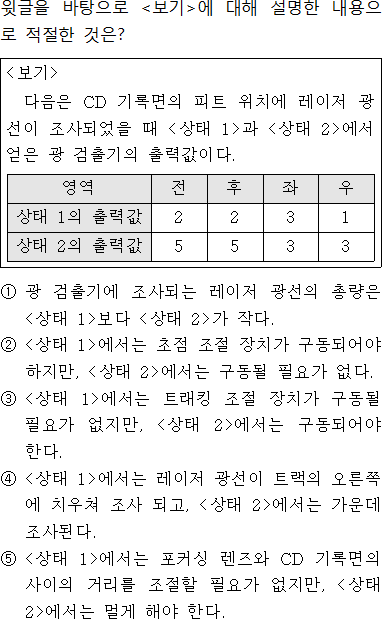 윗글을 바탕으로 <보기>에 대해 설명한 내용으
로 적절한 것은?
<보기>
다음은 CD 기록면의 피트 위치에 레이저 광
선이 조사되었을 때 <상태 1>과 <상태 2>에서
얻은 광 검출기의 출력값이다.
영역 전 후 좌 우
상태 1의 출력값 2 2 3 1
상태 2의 출력값 5 5 3 3
① 광 검출기에 조사되는 레이저 광선의 총량은
<상태 1>보다 <상태 2>가 작다.
② <상태 1>에서는 초점 조절 장치가 구동되어야
하지만, <상태 2>에서는 구동될 필요가 없다.
③ <상태 1>에서는 트래킹 조절 장치가 구동될
필요가 없지만, <상태 2>에서는 구동되어야
한다.
④ <상태 1>에서는 레이저 광선이 트랙의 오른쪽
에 치우쳐 조사 되고, <상태 2>에서는 가운데
조사된다.
⑤ <상태 1>에서는 포커싱 렌즈와 CD 기록면의
사이의 거리를 조절할 필요가 없지만, <상태
2>에서는 멀게 해야 한다.